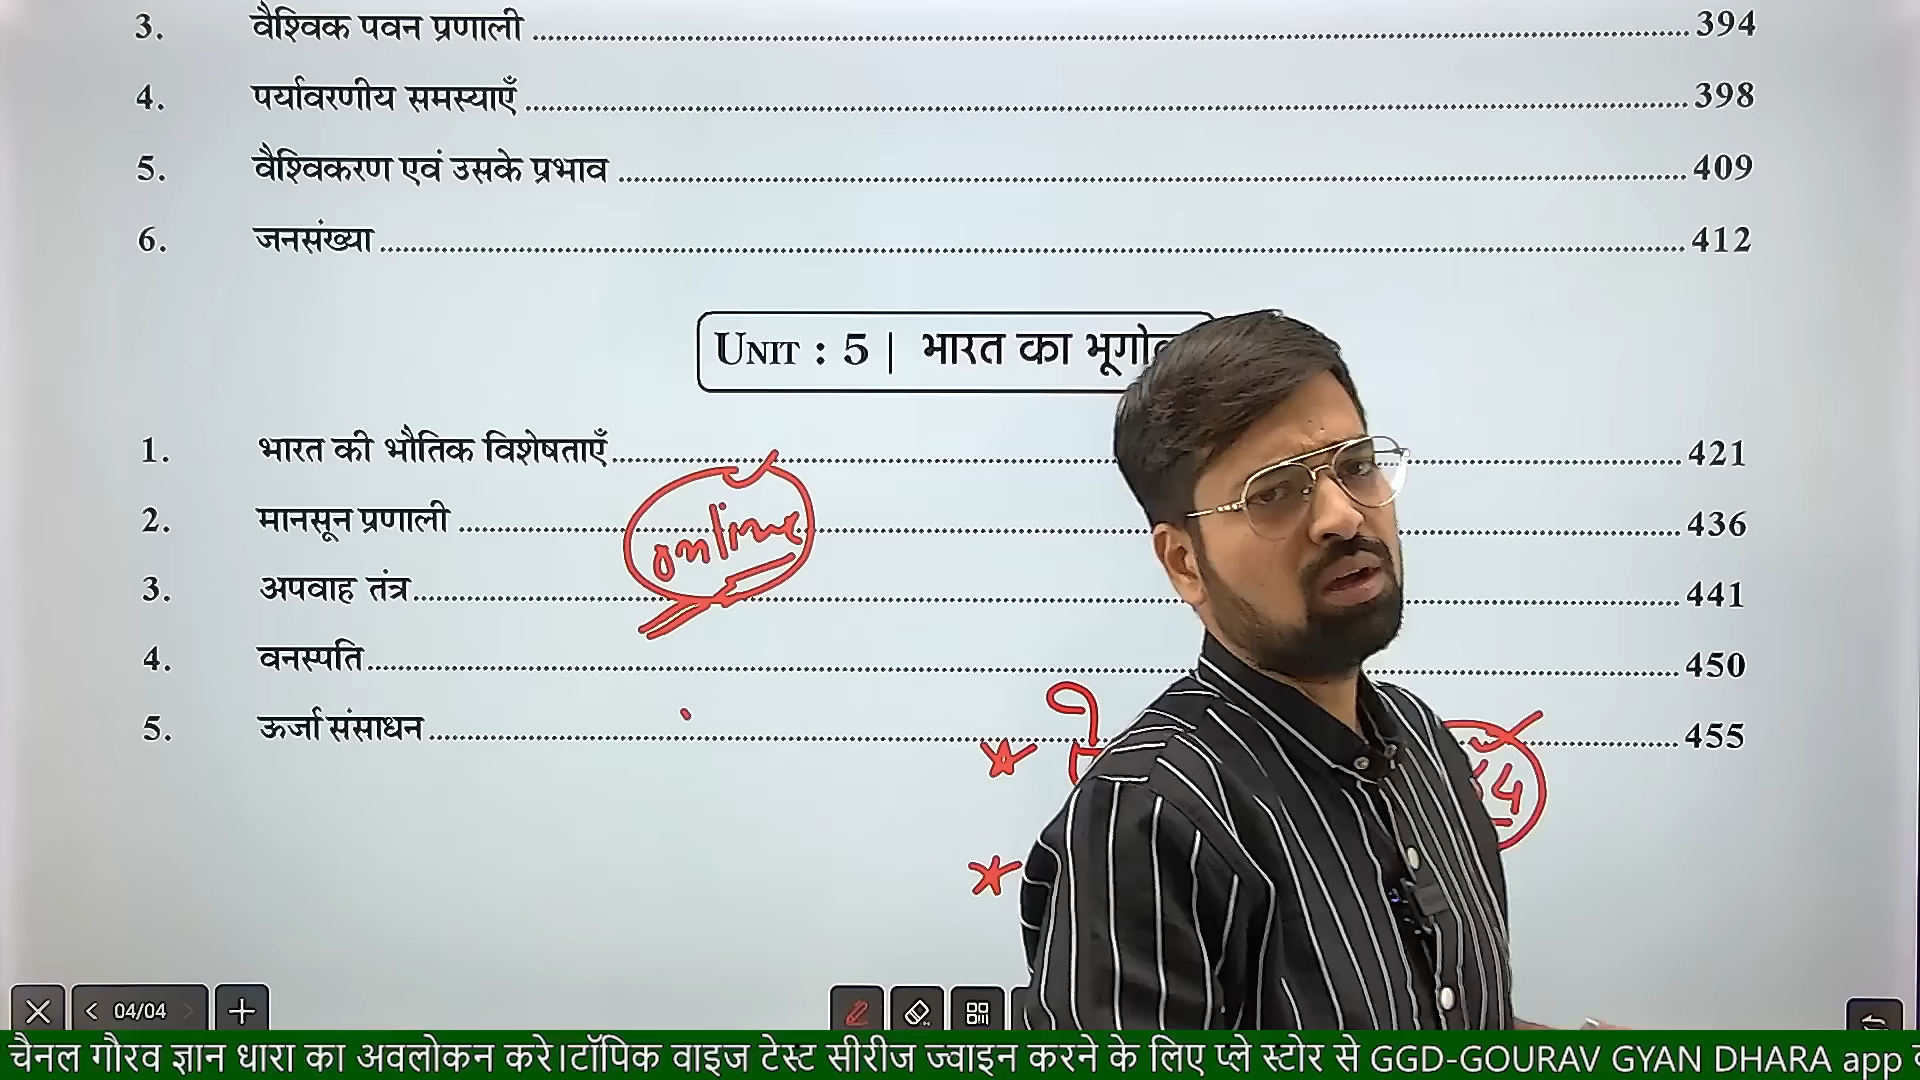 3. वैश्विक पवन प्रणाली 394
4. पर्यावरणीय समस्याएँ 398
5. वैश्विकरण एवं उसके प्रभाव 409
6. जनसंख्या 412
UNIT : 5 | भारत का
1. भारत की भौतिक विशेषताएँ 421
2. मानसून प्रणाली 436
online
3. अपवाह तंत्र 441
4. वनस्पति 450
5. ऊर्जा संसाधन 455
04/04
चैनल गौरव ज्ञान धारा का अवलोकन करे।टॉपिक वाइज टेस्ट सीरीज ज्वाइन करने के लिए प्ले स्टोर से GGD-GOURAV GYAN DHARA app